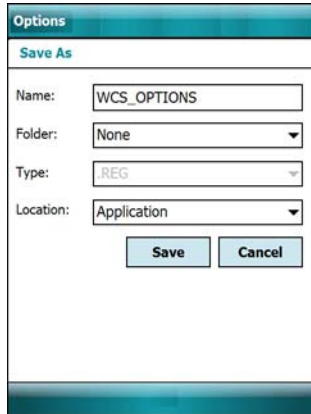 Options
Save As
Name: WCS_OPTIONS
Folder: None
Type: .REG
Location: Application
Save Cancel